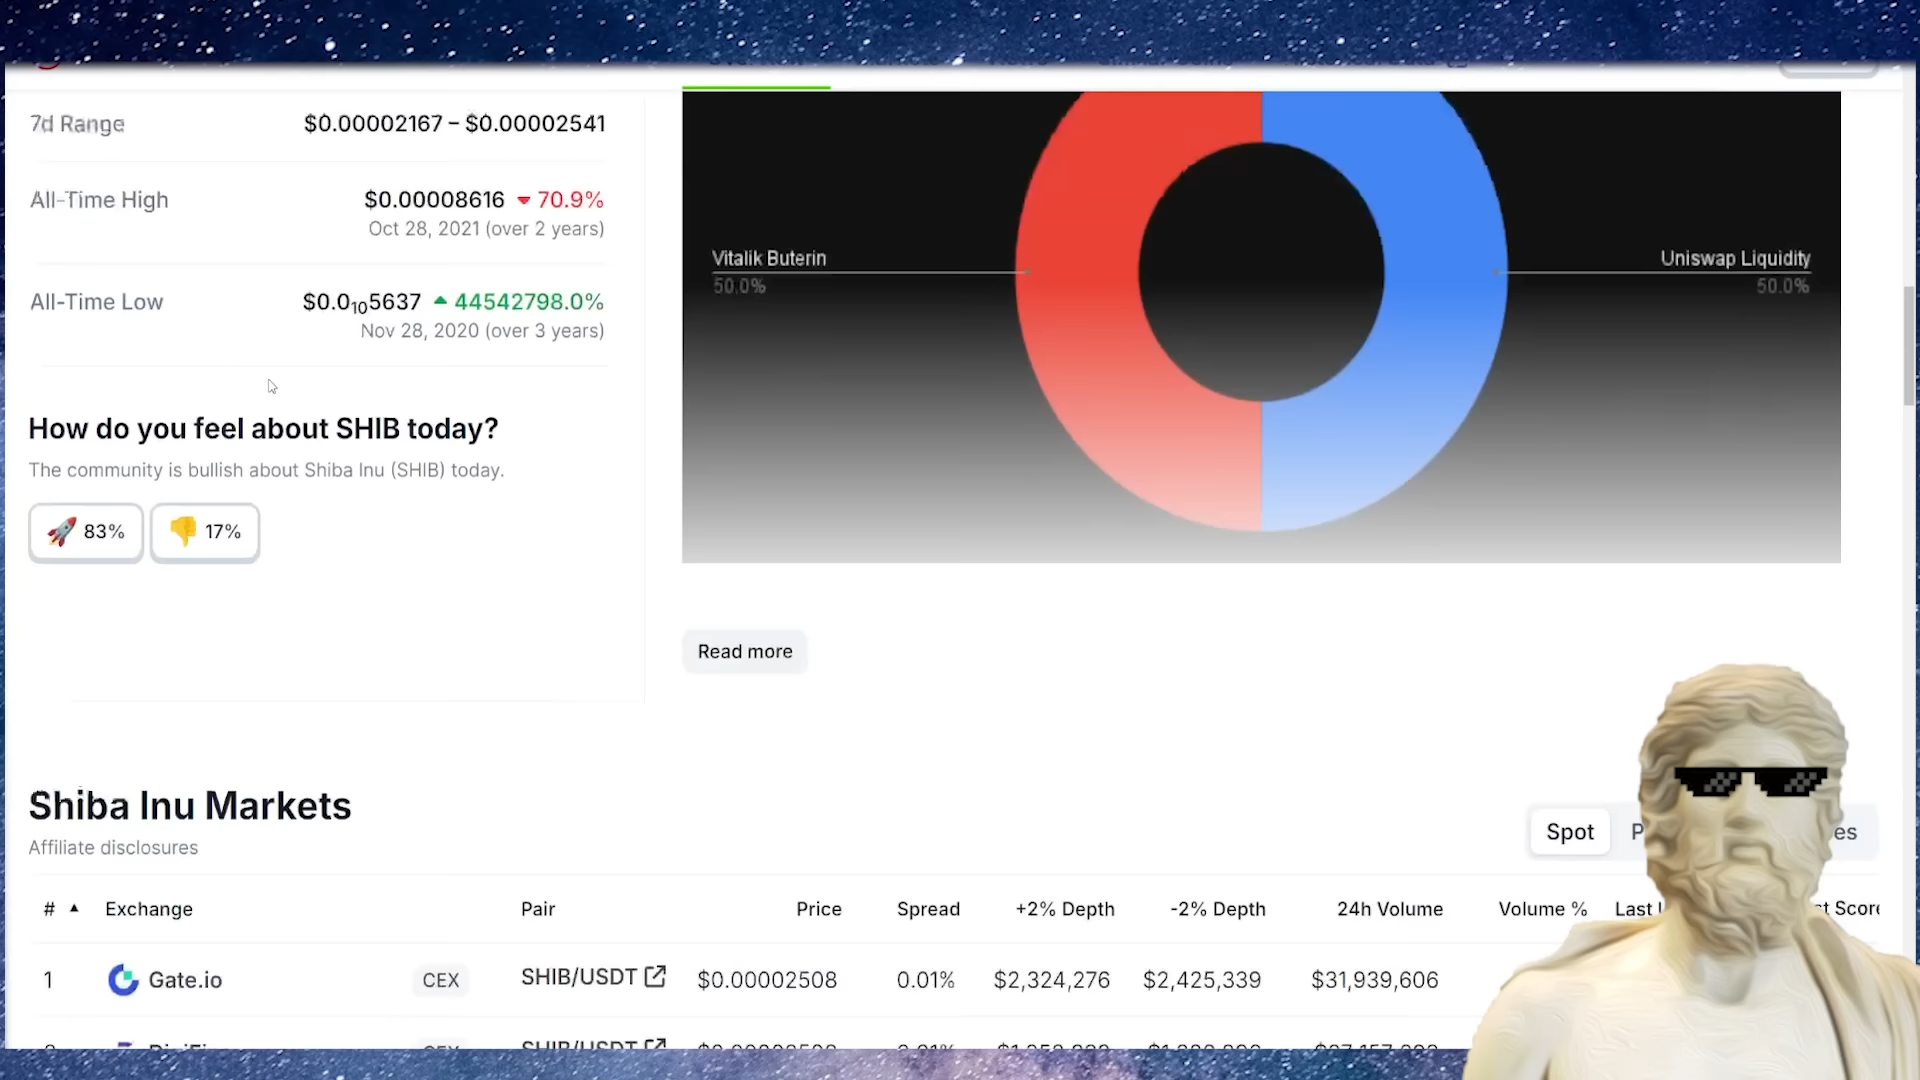 7d Range $0.00002167 – $0.00002541
All-Time High $0.00008616 70.9%
Oct 28, 2021 (over 2 years)
All-Time Low $0.0₁₀5637 44542798.0%
Nov 28, 2020 (over 3 years)
How do you feel about SHIB today?
The community is bullish about Shiba Inu (SHIB) today.
🚀 83% 👎 17%
Vitalik Buterin
50.0%
Uniswap Liquidity
50.0%
Read more
Shiba Inu Markets
Affiliate disclosures
Spot
# ▲ Exchange Pair Price Spread +2% Depth -2% Depth 24h Volume Volume % Last
1 Gate.io CEX SHIB/USDT $0.00002508 0.01% $2,324,276 $2,425,339 $31,939,606
SHIB/USDT